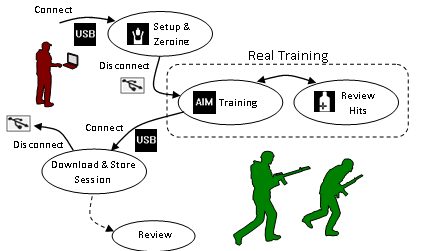 Connect
USB
Setup &
Zeroing
Disconnect
Real Training
AIM Training
Review
Hits
Connect
USB
Disconnect
Download & Store
Session
Review